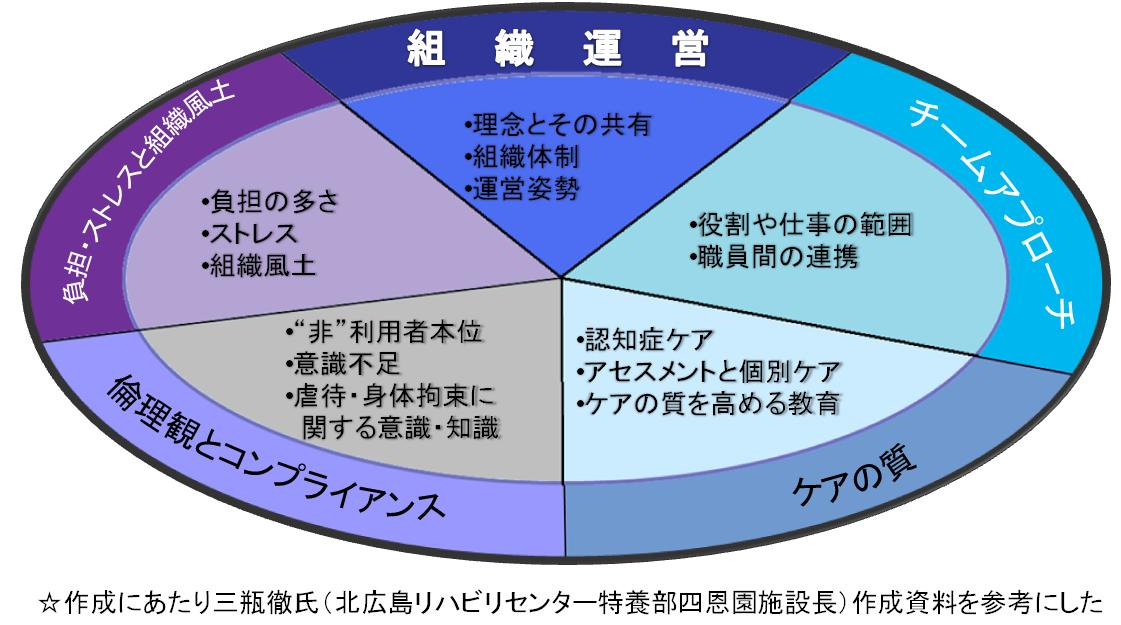 組織運営
・理念とその共有
・組織体制
・運営姿勢
チームアプローチ
・役割や仕事の範囲
・職員間の連携
ケアの質
・認知症ケア
・アセスメントと個別ケア
・ケアの質を高める教育
倫理観とコンプライアンス
・“非”利用者本位
・意識不足
・虐待・身体拘束に
関する意識・知識
負担・ストレスと組織風土
・負担の多さ
・ストレス
・組織風土
☆作成にあたり三瓶徹氏（北広島リハビリセンター特養部四恩園施設長）作成資料を参考にした